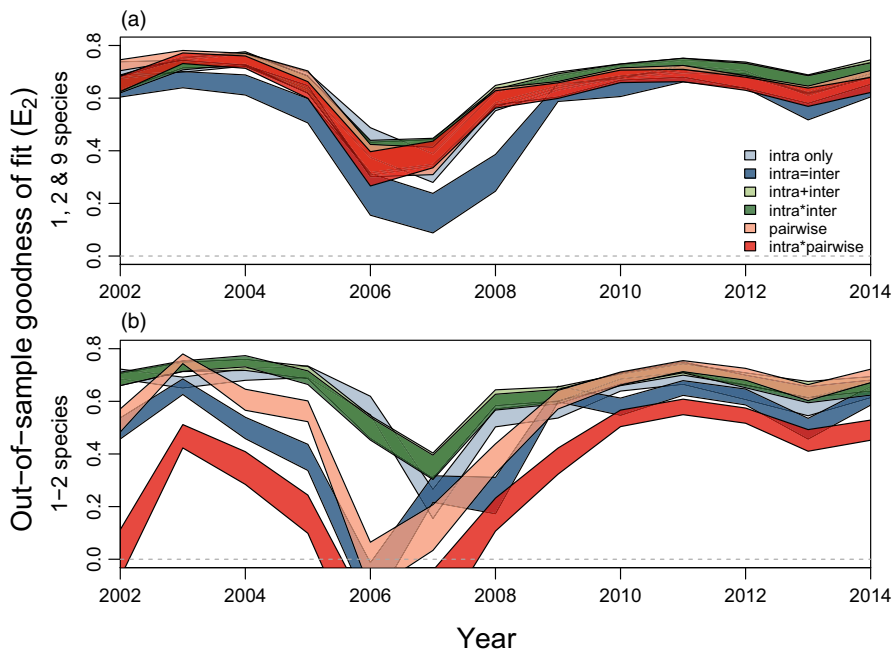 (a)
Out-of-sample goodness of fit (E2)
1, 2 & 9 species
0.8
0.6
0.4
0.2
0.0
intra only
intra=inter
intra+inter
intra*inter
pairwise
intra*pairwise
2002 2004 2006 2008 2010 2012 2014
(b)
1−2 species
0.8
0.6
0.4
0.2
0.0
2002 2004 2006 2008 2010 2012 2014
Year